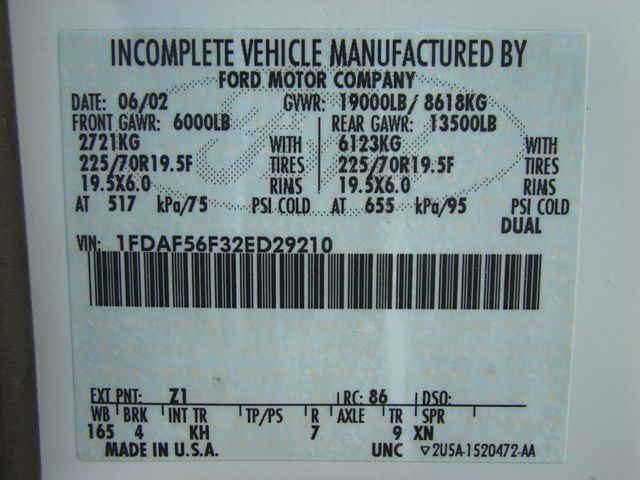 INCOMPLETE VEHICLE MANUFACTURED BY
FORD MOTOR COMPANY
DATE: 06/02 GVWR: 19000LB/ 8618KG
FRONT GAWR: 6000LB REAR GAWR: 13500LB
2721KG WITH 6123KG WITH
225/70R19.5F TIRES 225/70R19.5F TIRES
19.5X6.0 RIMS 19.5X6.0 RIMS
AT 517 kPa/75 PSI COLD AT 655 kPa/95 PSI COLD
DUAL
VIN: 1FDAF56F32ED29210
EXT PNT: Z1 RC: 86 DSO:
WB BRK INT TR TP/PS R AXLE TR SPR
165 4 KH 7 9 XN
MADE IN U.S.A. UNC ▽2U5A-1520472-AA